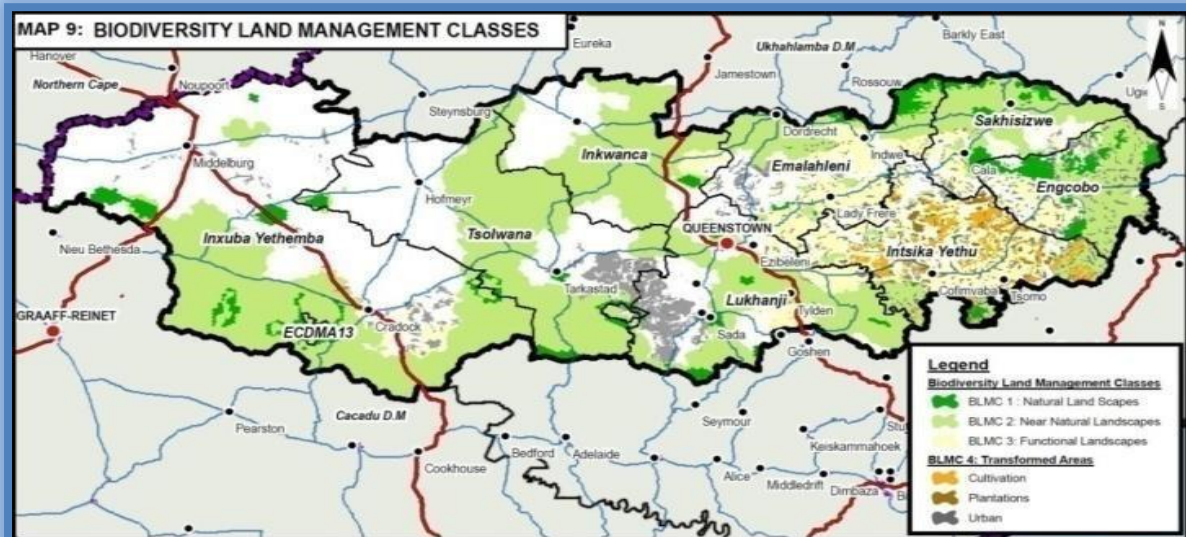 MAP 9: BIODIVERSITY LAND MANAGEMENT CLASSES
N
S
Hanover
Northern Cape
Noupoort
Eureka
Ukhahlamba D.M
Barkly East
Jamestown
Rossouw
Steynsburg
Middelburg
Dordrecht
Sakhisizwe
Inkwanca
Emalahleni
Indwe
Cala
Engcobo
Hofmeyr
Lady Frere
Nieu Bethesda
Inxuba Yethemba
Tsolwana
QUEENSTOWN
Ezibeleni
Intsika Yethu
Tarkastad
Cofimvaba
Tsomo
GRAAFF-REINET
ECDMA13
Cradock
Lukhanji
Tylden
Sada
Goshen
Cacadu D.M
Seymour
Pearston
Keiskammahoek
Bedford
Adelaide
Cookhouse
Alice
Middledrift
Dimbaza
Legend
Biodiversity Land Management Classes
BLMC 1 : Natural Land Scapes
BLMC 2: Near Natural Landscapes
BLMC 3: Functional Landscapes
BLMC 4: Transformed Areas
Cultivation
Plantations
Urban